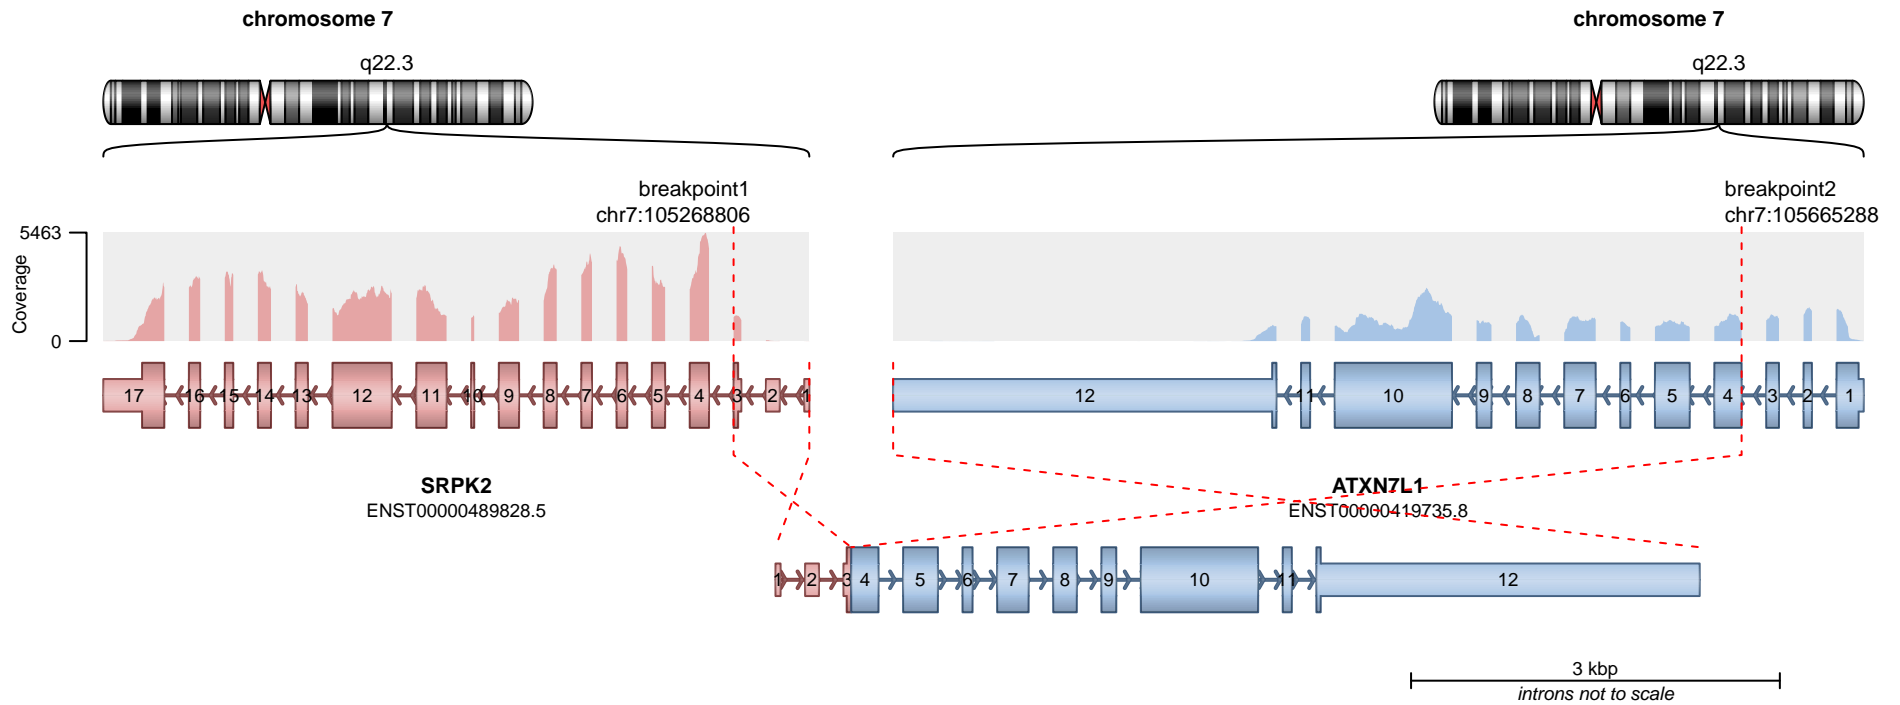 chromosome 7
chromosome 7
q22.3
q22.3
breakpoint1
chr7:105268806
breakpoint2
chr7:105665288
5463
0
Coverage
17 16 15 14 13 12 11 10 9 8 7 6 5 4 3 2 1
12 11 10 9 8 7 6 5 4 3 2 1
SRPK2
ENST00000489828.5
ATXN7L1
ENST00000419735.8
1 2 3 4 5 6 7 8 9 10 11 12
3 kbp
introns not to scale